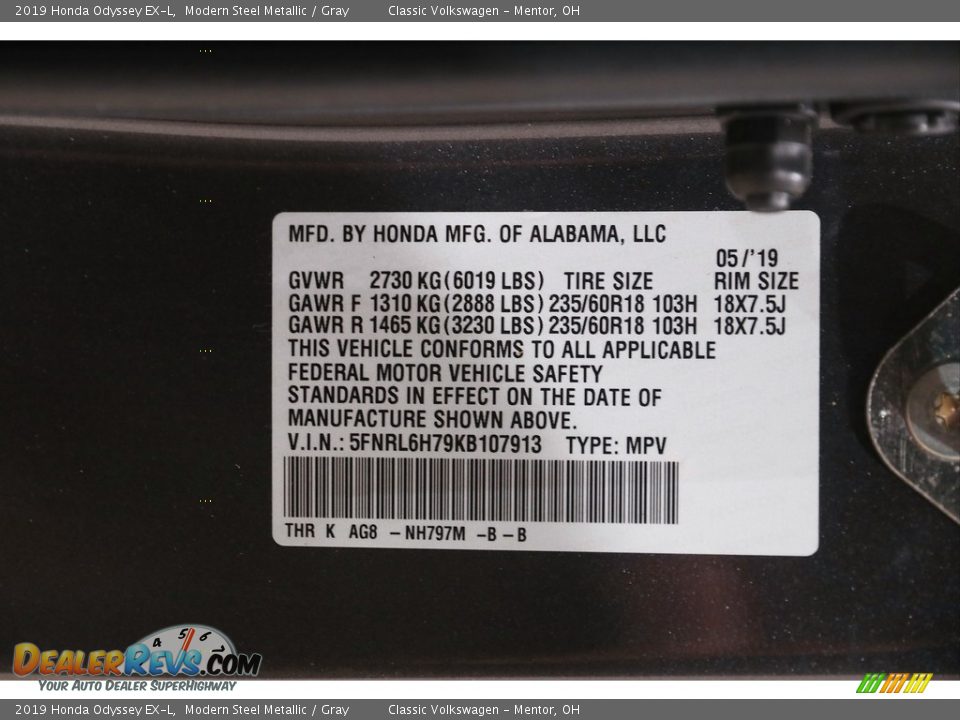 2019 Honda Odyssey EX-L, Modern Steel Metallic / Gray Classic Volkswagen - Mentor, OH
MFD. BY HONDA MFG. OF ALABAMA, LLC
05/'19
GVWR 2730 KG (6019 LBS) TIRE SIZE RIM SIZE
GAWR F 1310 KG (2888 LBS) 235/60R18 103H 18X7.5J
GAWR R 1465 KG (3230 LBS) 235/60R18 103H 18X7.5J
THIS VEHICLE CONFORMS TO ALL APPLICABLE
FEDERAL MOTOR VEHICLE SAFETY
STANDARDS IN EFFECT ON THE DATE OF
MANUFACTURE SHOWN ABOVE.
V.I.N.: 5FNRL6H79KB107913 TYPE: MPV
THR K AG8 - NH797M -B - B
4 5 6
DEALERREVS.COM
YOUR AUTO DEALER SUPERHIGHWAY
2019 Honda Odyssey EX-L, Modern Steel Metallic / Gray Classic Volkswagen - Mentor, OH